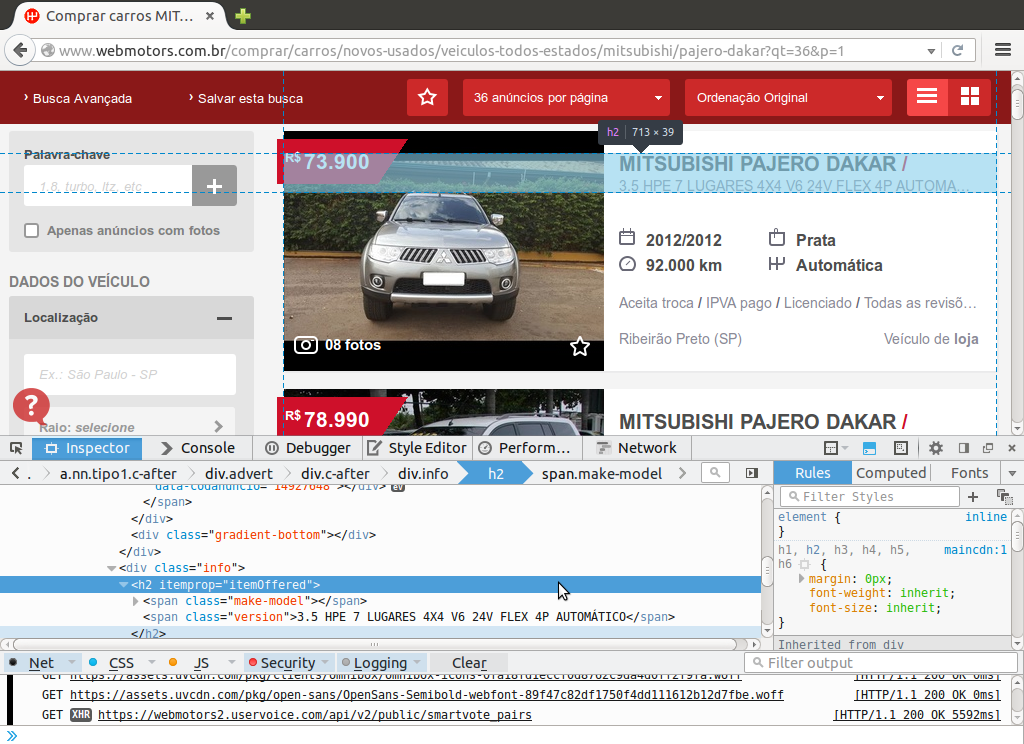 Comprar carros MIT...
www.webmotors.com.br/comprar/carros/novos-usados/veiculos-todos-estados/mitsubishi/pajero-dakar?qt=36&p=1
Busca Avançada
Salvar esta busca
36 anúncios por página
Ordenação Original
h2 713 × 39
Palavra-chave
1.8, turbo, ltz, etc
+
Apenas anúncios com fotos
DADOS DO VEÍCULO
Localização
Ex.: São Paulo - SP
?
Raio: selecione
R$ 73.900
MITSUBISHI PAJERO DAKAR /
3.5 HPE 7 LUGARES 4X4 V6 24V FLEX 4P AUTOMA...
2012/2012
Prata
92.000 km
Automática
Aceita troca / IPVA pago / Licenciado / Todas as revisõ...
08 fotos
Ribeirão Preto (SP)
Veículo de loja
R$ 78.990
MITSUBISHI PAJERO DAKAR /
Inspector
Console
Debugger
Style Editor
Perform...
Network
. a.nn.tipo1.c-after div.advert div.c-after div.info h2 span.make-model
Rules
Computed
Fonts
data-codanuncio="14927648"></div> ev
</span>
</div>
<div class="gradient-bottom"></div>
</div>
<div class="info">
<h2 itemprop="itemOffered">
<span class="make-model"></span>
<span class="version">3.5 HPE 7 LUGARES 4X4 V6 24V FLEX 4P AUTOMÁTICO</span>
</h2>
Filter Styles
+
element { inline
}
h1, h2, h3, h4, h5, maincdn:1
h6 {
margin: 0px;
font-weight: inherit;
font-size: inherit;
}
Inherited from div
Net
CSS
JS
Security
Logging
Clear
Filter output
GET https://assets.uvcdn.com/pkg/clients/omnibox/omnibox-icons- [HTTP/1.1 200 OK 0ms]
GET https://assets.uvcdn.com/pkg/open-sans/OpenSans-Semibold-webfont-89f47c82df1750f4dd111612b12d7fbe.woff [HTTP/1.1 200 OK 0ms]
GET XHR https://webmotors2.uservoice.com/api/v2/public/smartvote_pairs [HTTP/1.1 200 OK 5592ms]